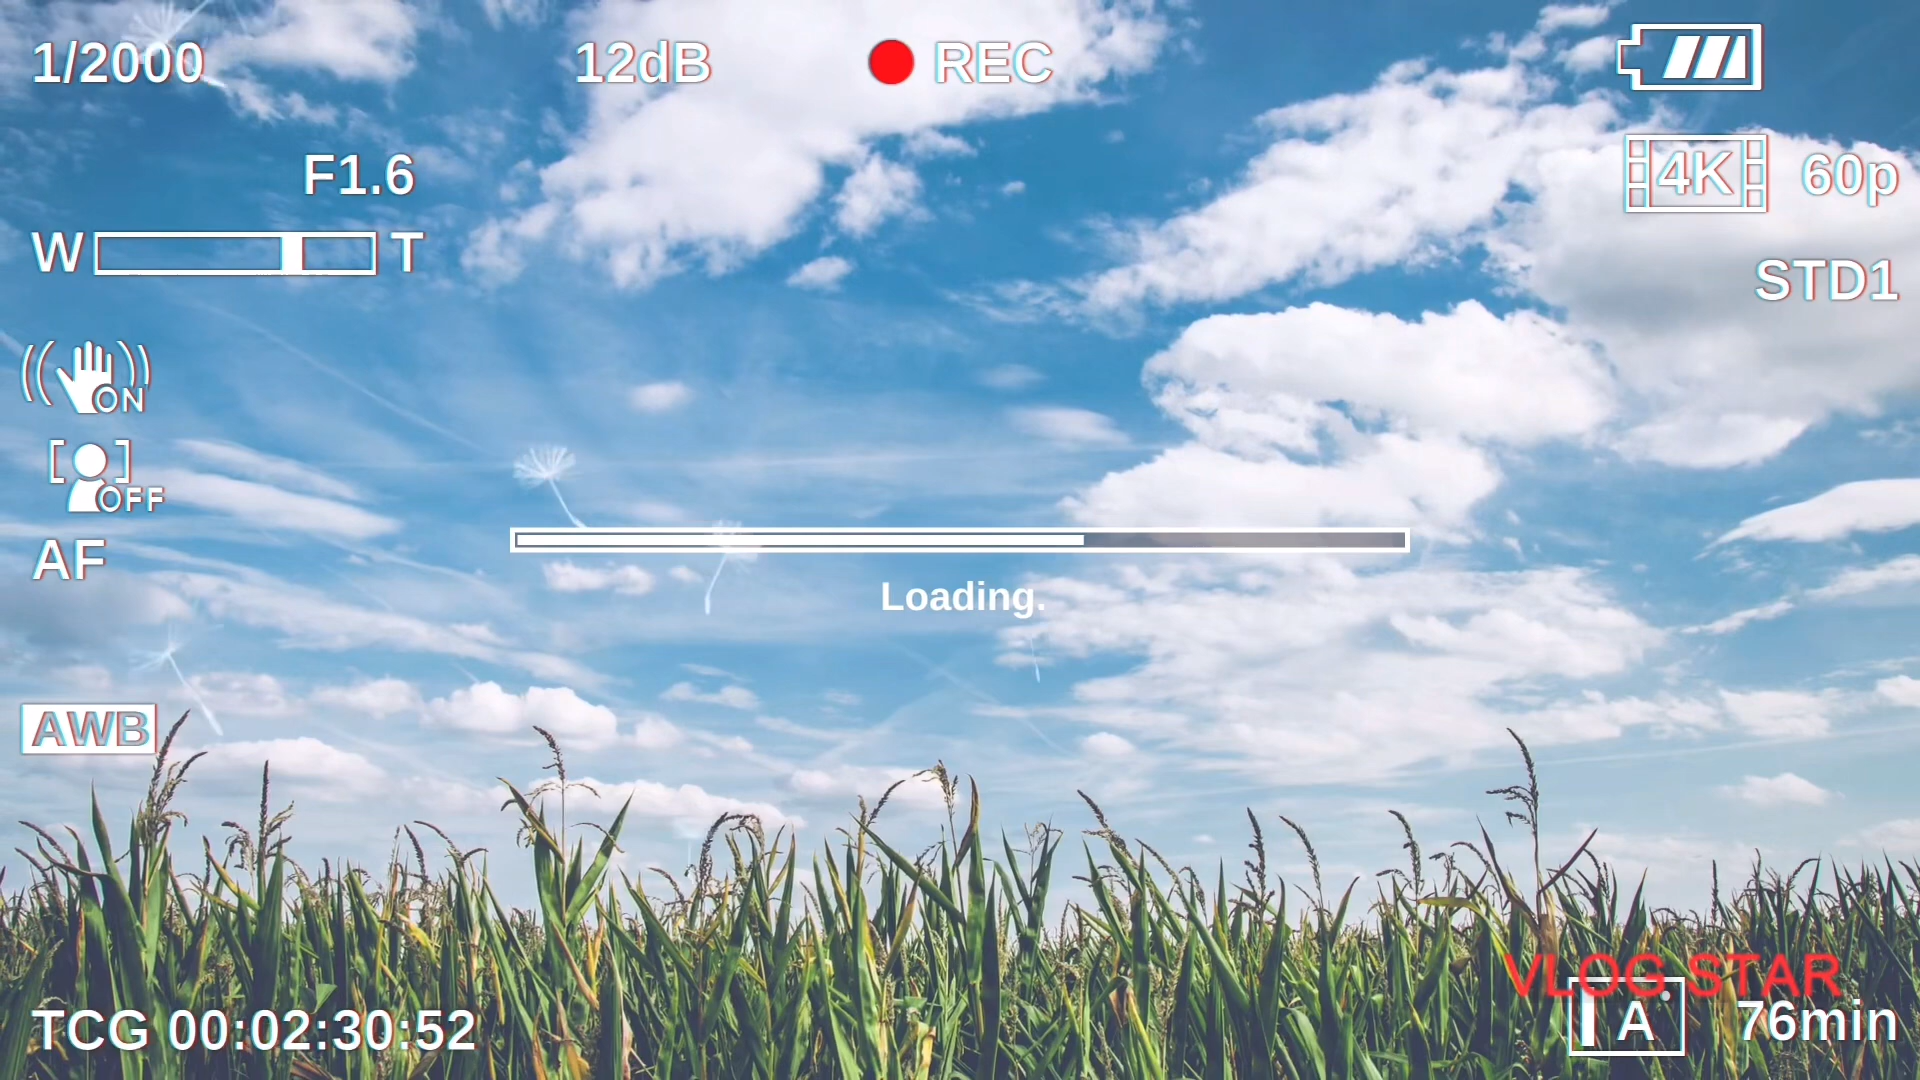 1/2000
12dB
REC
F1.6
4K 60p
W T
STD1
ON
OFF
AF
Loading.
AWB
VLOG STAR
TCG 00:02:30:52
A 76min